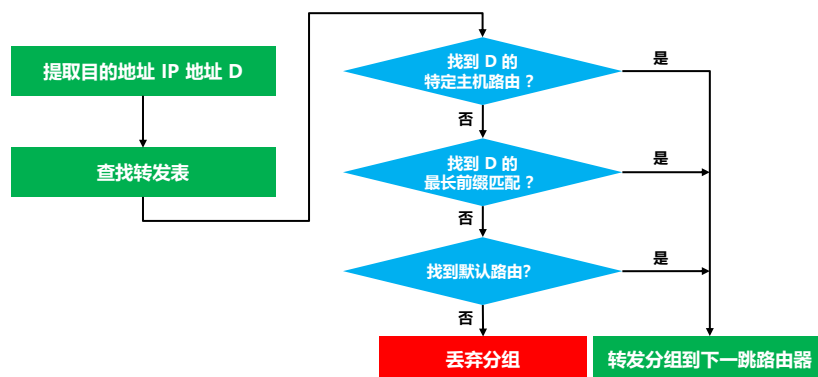 提取目的地址 IP 地址 D
查找转发表
找到 D 的
特定主机路由 ?
是
否
找到 D 的
最长前缀匹配 ?
是
否
找到默认路由?
是
否
丢弃分组
转发分组到下一跳路由器